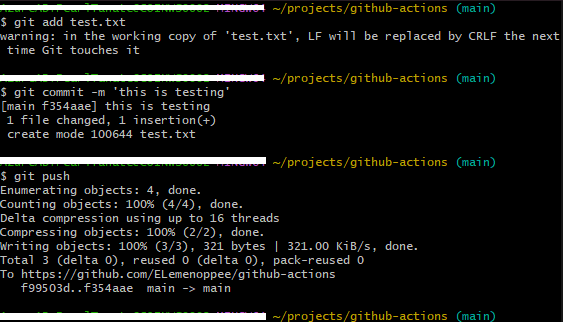 ~/projects/github-actions (main)
$ git add test.txt
warning: in the working copy of 'test.txt', LF will be replaced by CRLF the next
time Git touches it
~/projects/github-actions (main)
$ git commit -m 'this is testing'
[main f354aae] this is testing
1 file changed, 1 insertion(+)
create mode 100644 test.txt
~/projects/github-actions (main)
$ git push
Enumerating objects: 4, done.
Counting objects: 100% (4/4), done.
Delta compression using up to 16 threads
Compressing objects: 100% (2/2), done.
Writing objects: 100% (3/3), 321 bytes | 321.00 KiB/s, done.
Total 3 (delta 0), reused 0 (delta 0), pack-reused 0
To https://github.com/ELemenoppee/github-actions
f99503d..f354aae  main -> main
~/projects/github-actions (main)